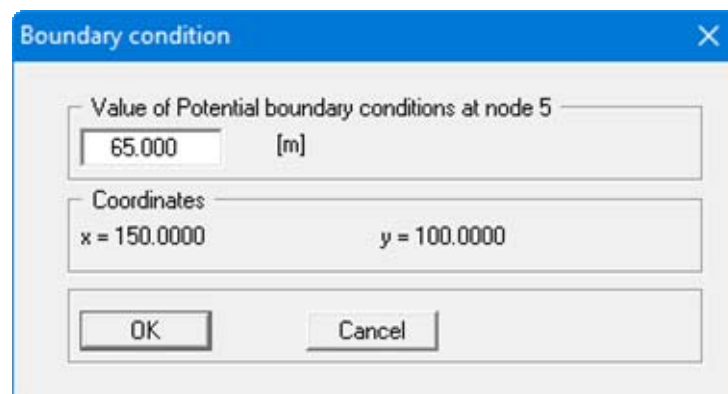 Boundary condition
Value of Potential boundary conditions at node 5
65.000 [m]
Coordinates
x = 150.0000 y = 100.0000
OK Cancel